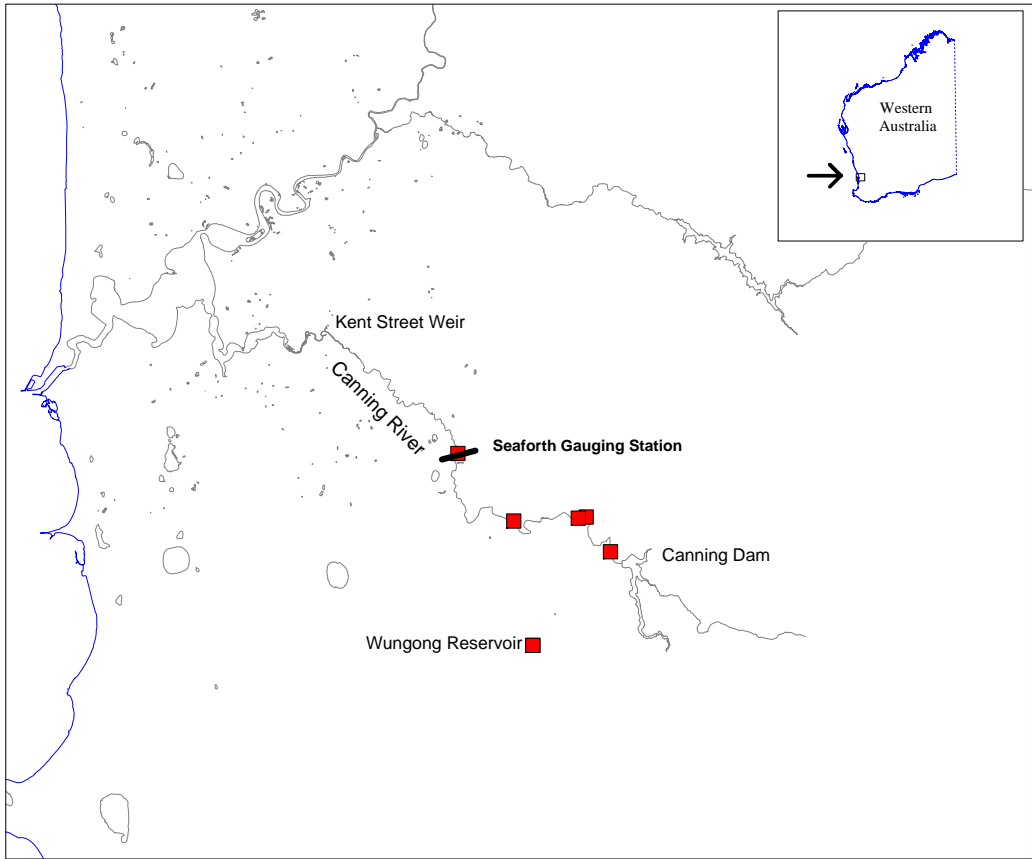 Western
Australia
Kent Street Weir
Canning River
Seaforth Gauging Station
Canning Dam
Wungong Reservoir